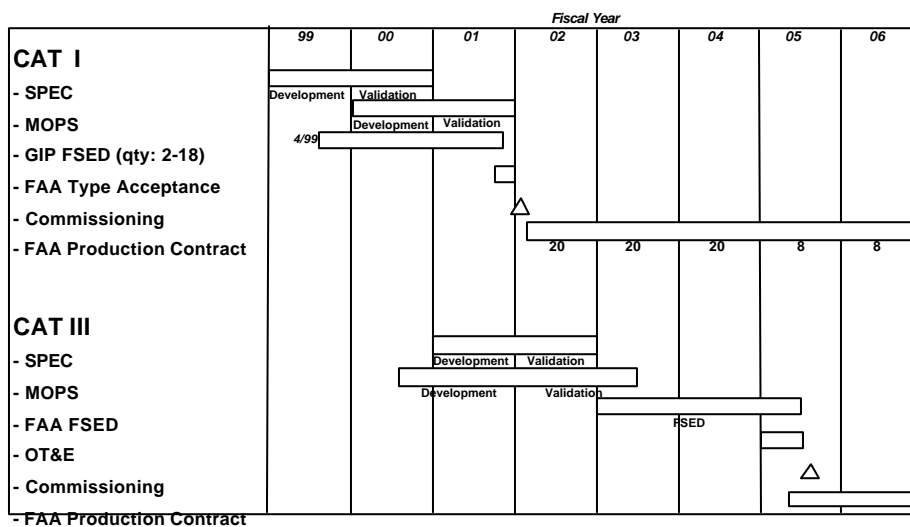 Fiscal Year
99 00 01 02 03 04 05 06
CAT I
- SPEC
Development Validation
- MOPS
Development Validation
4/99
- GIP FSED (qty: 2-18)
- FAA Type Acceptance
- Commissioning
- FAA Production Contract
20 20 20 8 8
CAT III
- SPEC
Development Validation
- MOPS
Development Validation
- FAA FSED
FSED
- OT&E
- Commissioning
- FAA Production Contract